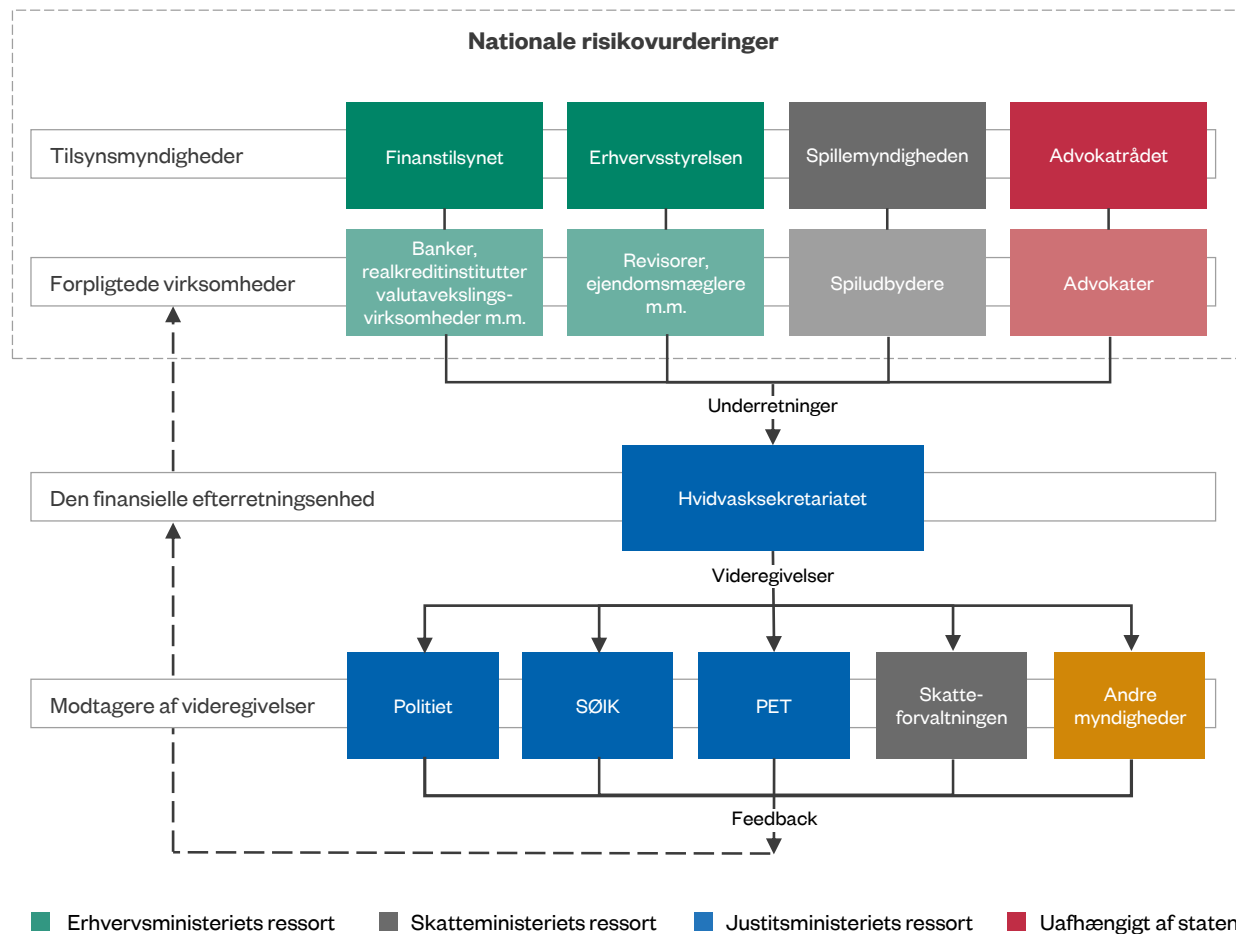 Nationale risikovurderinger
Tilsynsmyndigheder
Finanstilsynet
Erhvervsstyrelsen
Spillemyndigheden
Advokatrådet
Forpligtede virksomheder
Banker,
realkreditinstitutter
valutavekslings-
virksomheder m.m.
Revisorer,
ejendomsmæglere
m.m.
Spiludbydere
Advokater
Underretninger
Den finansielle efterretningsenhed
Hvidvasksekretariatet
Videregivelser
Modtagere af videregivelser
Politiet
SØIK
PET
Skatte-
forvaltningen
Andre
myndigheder
Feedback
Erhvervsministeriets ressort
Skatteministeriets ressort
Justitsministeriets ressort
Uafhængigt af staten